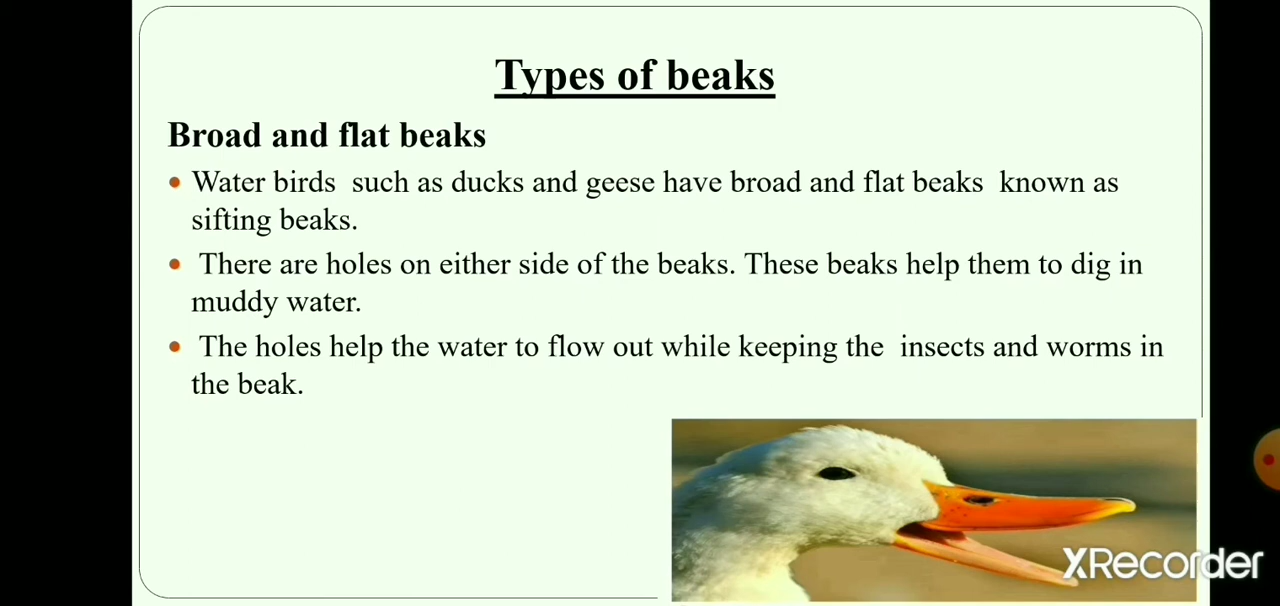 Types of beaks
Broad and flat beaks
Water birds such as ducks and geese have broad and flat beaks known as
sifting beaks.
There are holes on either side of the beaks. These beaks help them to dig in
muddy water.
The holes help the water to flow out while keeping the insects and worms in
the beak.
XRecorder